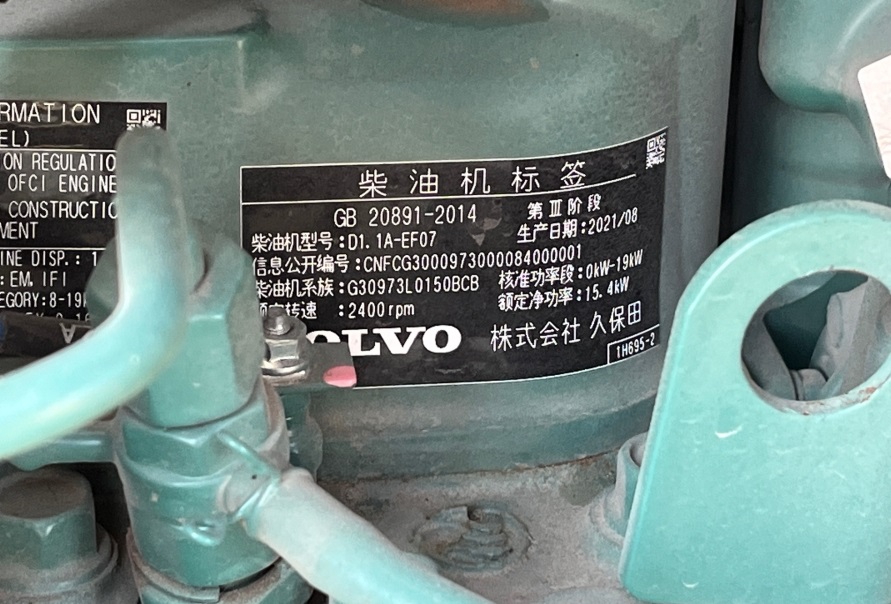 RMATION
EL)
ON REGULATIO
OFCI ENGINE
CONSTRUCTIO
MENT
INE DISP.: 1
:EM, IFI
EGORY:8-19
柴油机标签
GB 20891-2014 第Ⅲ阶段
柴油机型号:D1.1A-EF07 生产日期:2021/08
信息公开编号:CNFCG3000973000084000001
柴油机系族:G30973L0150BCB 核准功率段:0kW-19kW
转速:2400rpm 额定净功率:15.4kW
OLVO 株式会社 久保田
1H695-2